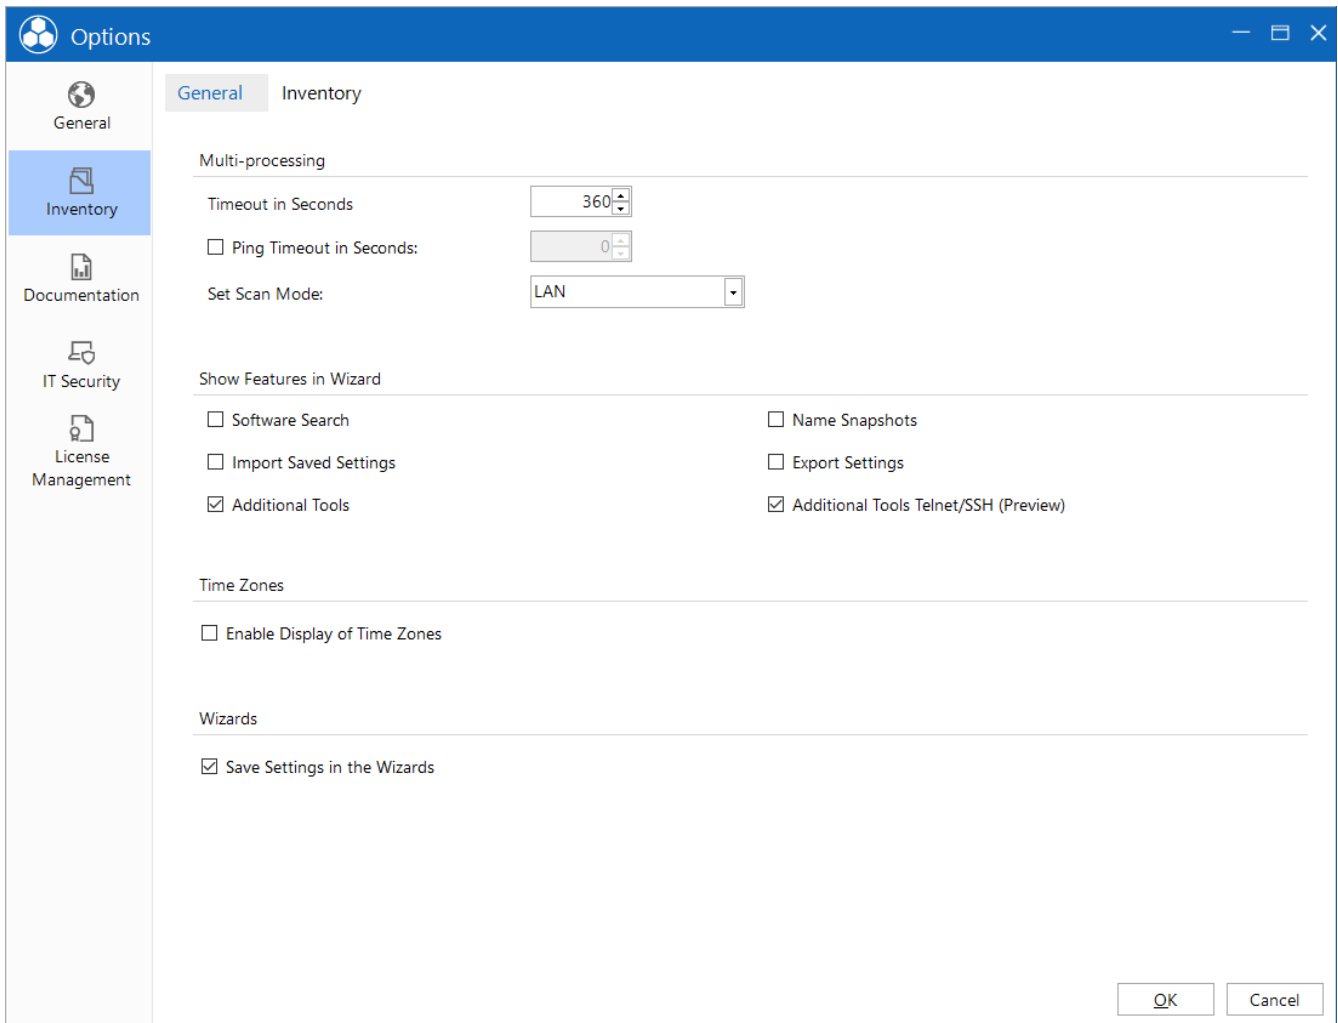 Options
General
Inventory
Documentation
IT Security
License
Management
General Inventory
Multi-processing
Timeout in Seconds 360
Ping Timeout in Seconds: 0
Set Scan Mode: LAN
Show Features in Wizard
Software Search Name Snapshots
Import Saved Settings Export Settings
Additional Tools Additional Tools Telnet/SSH (Preview)
Time Zones
Enable Display of Time Zones
Wizards
Save Settings in the Wizards
OK Cancel